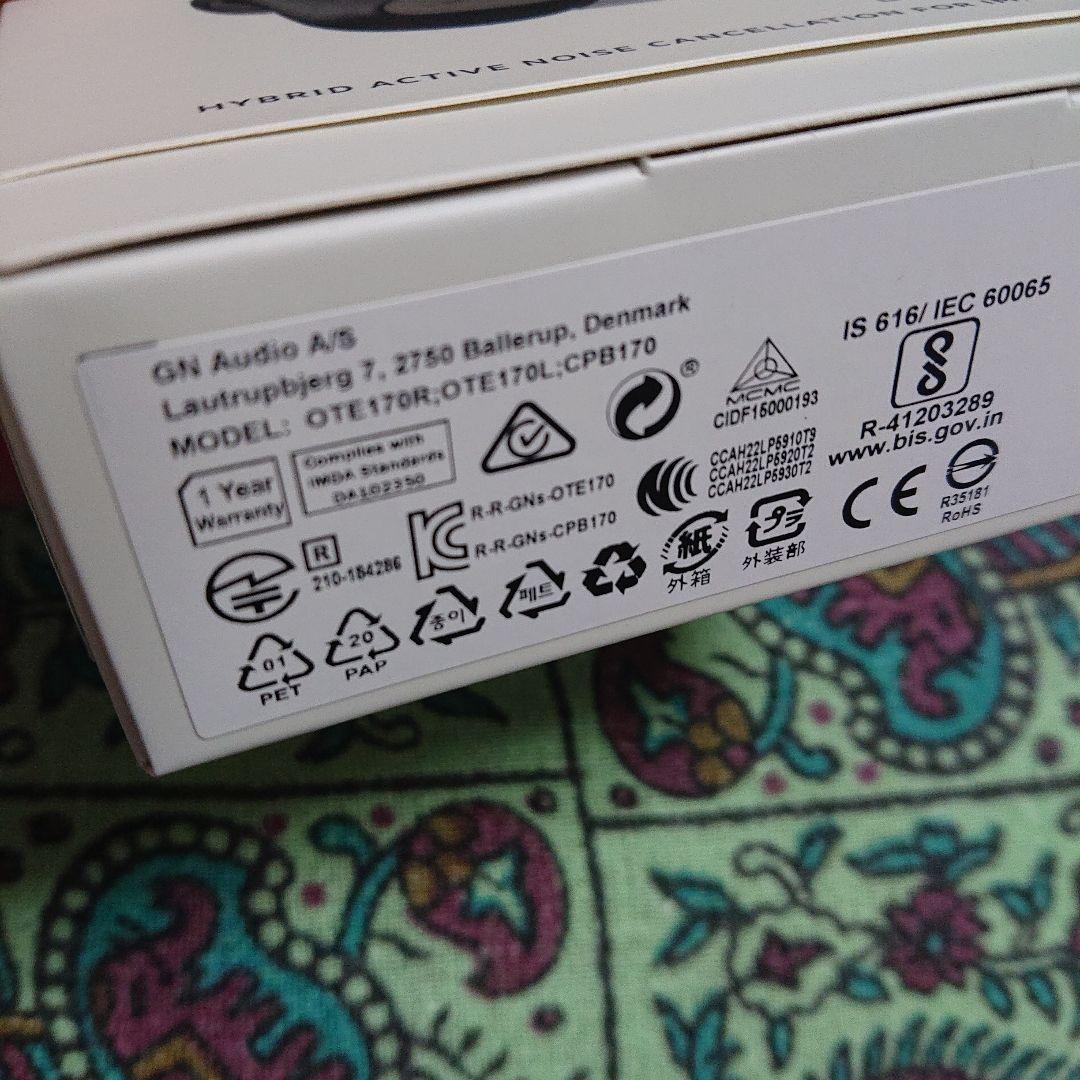 HYBRID ACTIVE NOISE CANCELLATION FOR
GN Audio A/S
Lautrupbjerg 7, 2750 Ballerup, Denmark
MODEL: OTE170R;OTE170L;CPB170
1 Year
Warranty
Complies with
IMDA Standards
DA102350
®
MCMC
CIDF15000193
IS 616/ IEC 60065
R-41203289
www.bis.gov.in
R
210-184286
R-R-GNs-OTE170
R-R-GNs-CPB170
CCAH22LP5910T9
CCAH22LP5920T2
CCAH22LP5930T2
CE
R35181
RoHS
01
PET
20
PAP
종이
페트
紙
外箱
プラ
外装部